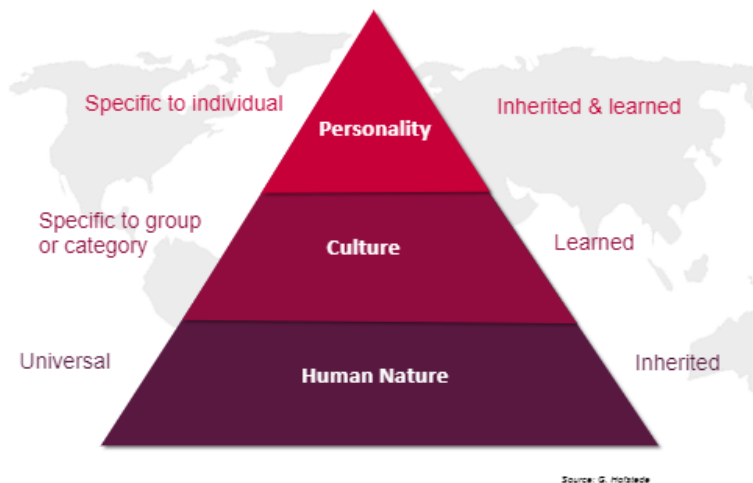 Specific to individual
Personality
Inherited & learned
Specific to group
or category
Culture
Learned
Universal
Human Nature
Inherited
Source: G. Hofstede